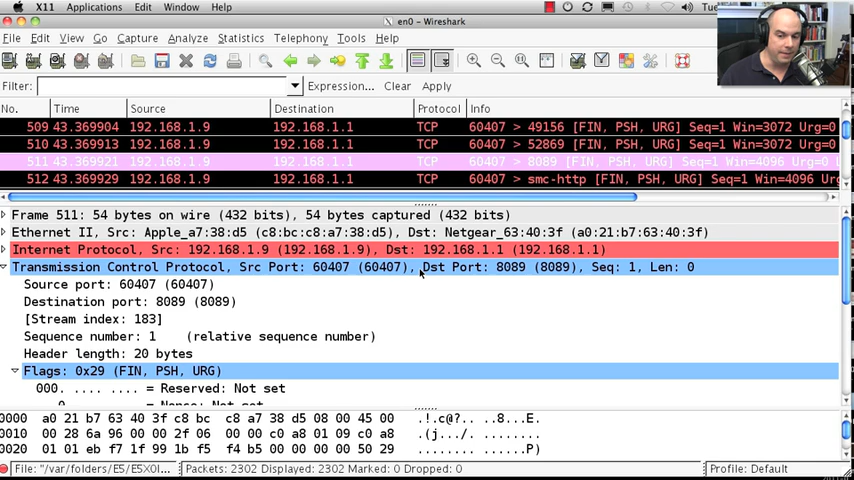 X11 Applications Edit Window Help Tue
en0 - Wireshark
File Edit View Go Capture Analyze Statistics Telephony Tools Help
Filter: Expression... Clear Apply
No. Time Source Destination Protocol Info
509 43.369904 192.168.1.9 192.168.1.1 TCP 60407 > 49156 [FIN, PSH, URG] Seq=1 Win=3072 Urg=0
510 43.369913 192.168.1.9 192.168.1.1 TCP 60407 > 52869 [FIN, PSH, URG] Seq=1 Win=4096 Urg=0
511 43.369921 192.168.1.9 192.168.1.1 TCP 60407 > 8089 [FIN, PSH, URG] Seq=1 Win=4096 Urg=0
512 43.369929 192.168.1.9 192.168.1.1 TCP 60407 > smc-http [FIN, PSH, URG] Seq=1 Win=4096 Ur
Frame 511: 54 bytes on wire (432 bits), 54 bytes captured (432 bits)
Ethernet II, Src: Apple_a7:38:d5 (c8:bc:c8:a7:38:d5), Dst: Netgear_63:40:3f (a0:21:b7:63:40:3f)
Internet Protocol, Src: 192.168.1.9 (192.168.1.9), Dst: 192.168.1.1 (192.168.1.1)
Transmission Control Protocol, Src Port: 60407 (60407), Dst Port: 8089 (8089), Seq: 1, Len: 0
Source port: 60407 (60407)
Destination port: 8089 (8089)
[Stream index: 183]
Sequence number: 1 (relative sequence number)
Header length: 20 bytes
Flags: 0x29 (FIN, PSH, URG)
000. .... .... = Reserved: Not set
0000 a0 21 b7 63 40 3f c8 bc c8 a7 38 d5 08 00 45 00 .!.c@?.. ..8...E.
0010 00 28 6a 96 00 00 2f 06 00 00 c0 a8 01 09 c0 a8 .(j.../. ........
0020 01 01 eb f7 1f 99 1b f5 f4 b5 00 00 00 00 50 29 ........ ......P)
File: "/var/folders/E5/E5X0I... Packets: 2302 Displayed: 2302 Marked: 0 Dropped: 0 Profile: Default